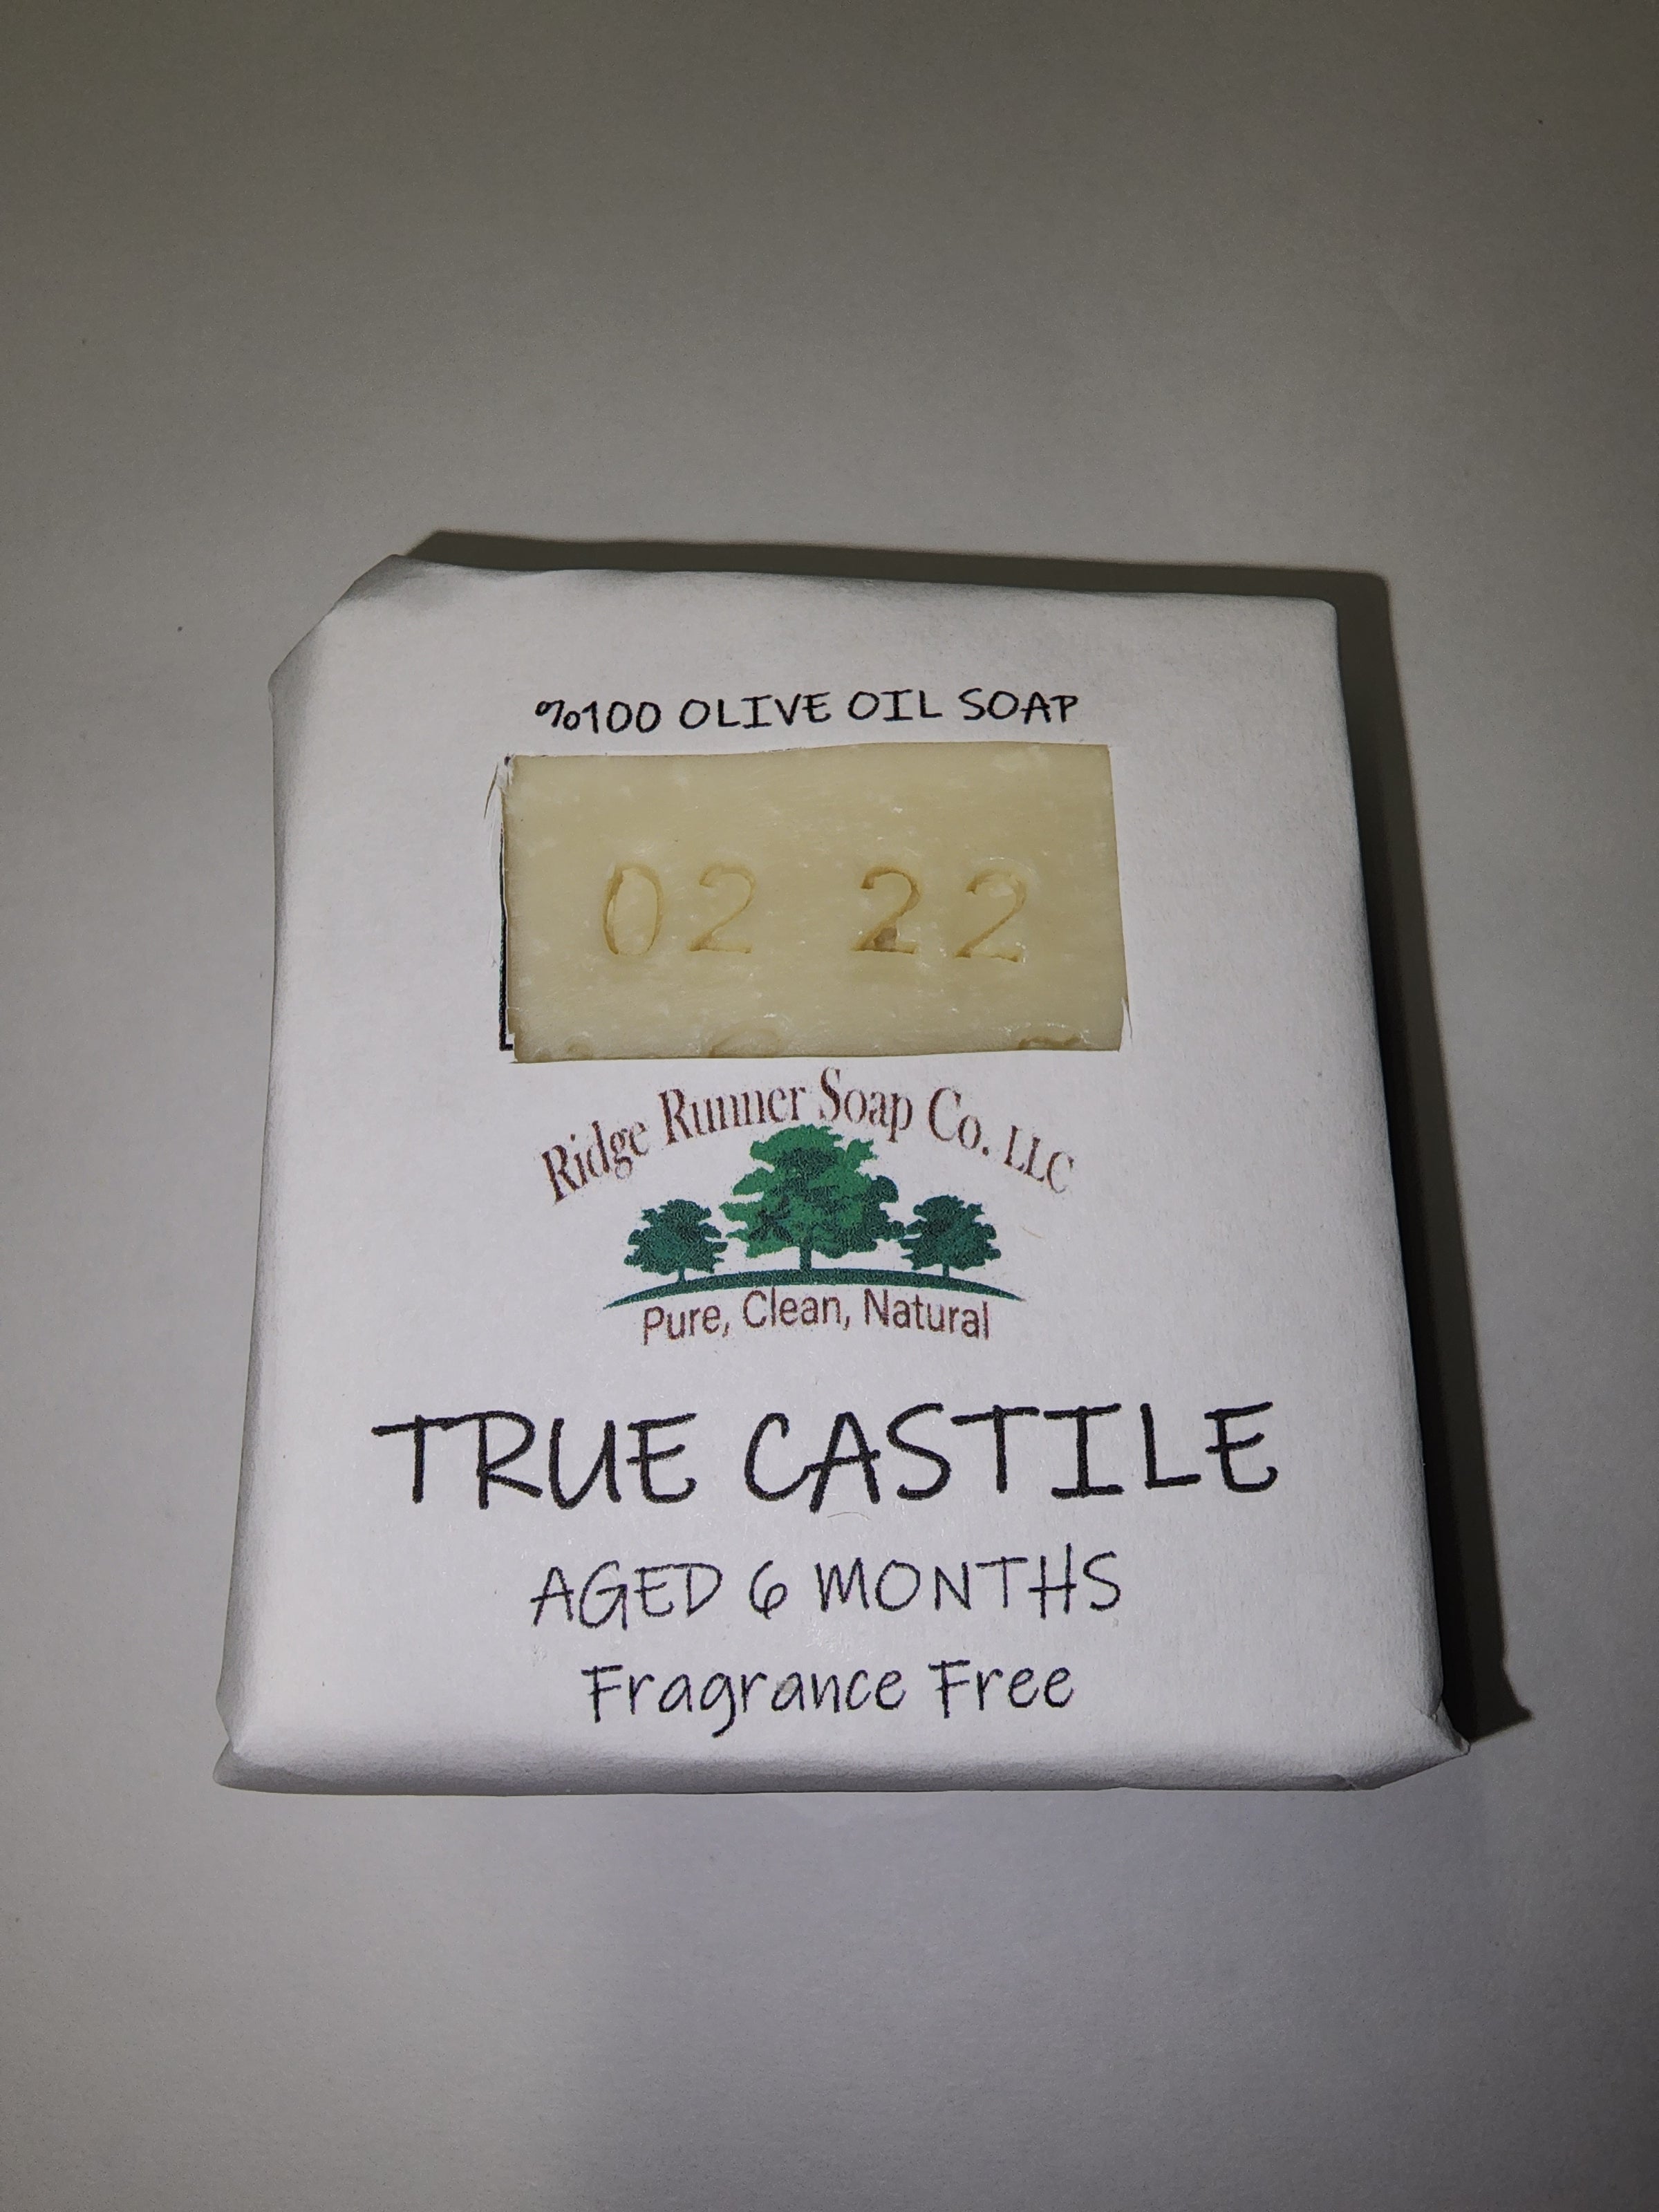 %100 OLIVE OIL SOAP
02 22
Ridge Runner Soap Co. LLC
Pure, Clean, Natural
TRUE CASTILE
AGED 6 MONTHS
Fragrance Free